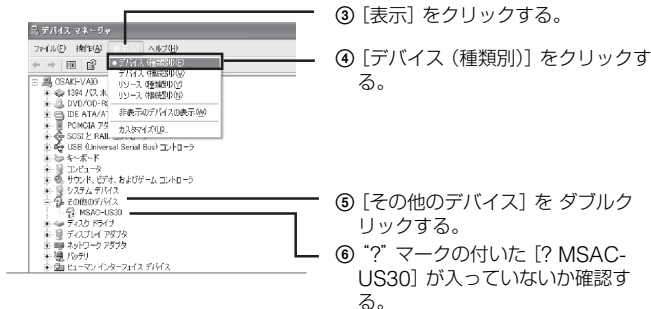 ③ [表示] をクリックする。
④ [デバイス（種類別）] をクリックす
る。
⑤ [その他のデバイス] を ダブルク
リックする。
⑥ “?” マークの付いた [? MSAC-
US30] が入っていないか確認す
る。
デバイス マネージャ
ファイル(F) 操作(A) ヘルプ(H)
デバイス (種類別)(E)
デバイス (接続別)(V)
リソース (種類別)(Y)
リソース (接続別)(N)
非表示のデバイスの表示(W)
カスタマイズ(U)...
OSAKI-VAIO
1394 バス ホ
DVD/CD-R
IDE ATA/AT
PCMCIA アダ
SCSI と RAID コントローラ
USB (Universal Serial Bus) コントローラ
キーボード
コンピュータ
サウンド、ビデオ、およびゲーム コントローラ
システム デバイス
その他のデバイス
MSAC-US30
ディスク ドライブ
ディスプレイ アダプタ
ネットワーク アダプタ
バッテリ
ヒューマン インターフェイス デバイス